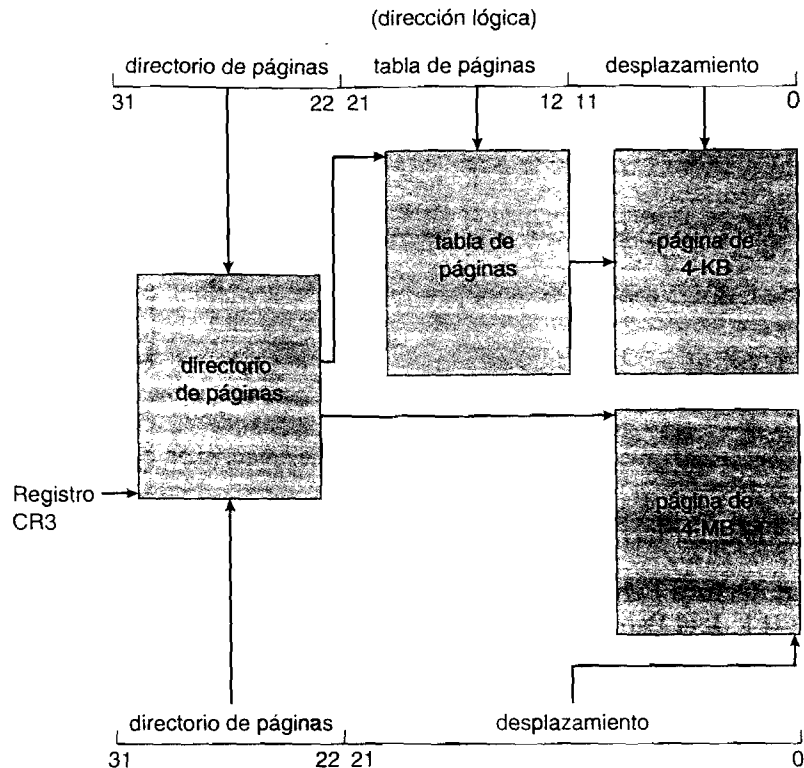 (dirección lógica)
directorio de páginas tabla de páginas desplazamiento
31 22 21 12 11 0
tabla de
páginas
página de
4-KB
directorio
de páginas
Registro
CR3
página de
4-MB
directorio de páginas desplazamiento
31 22 21 0